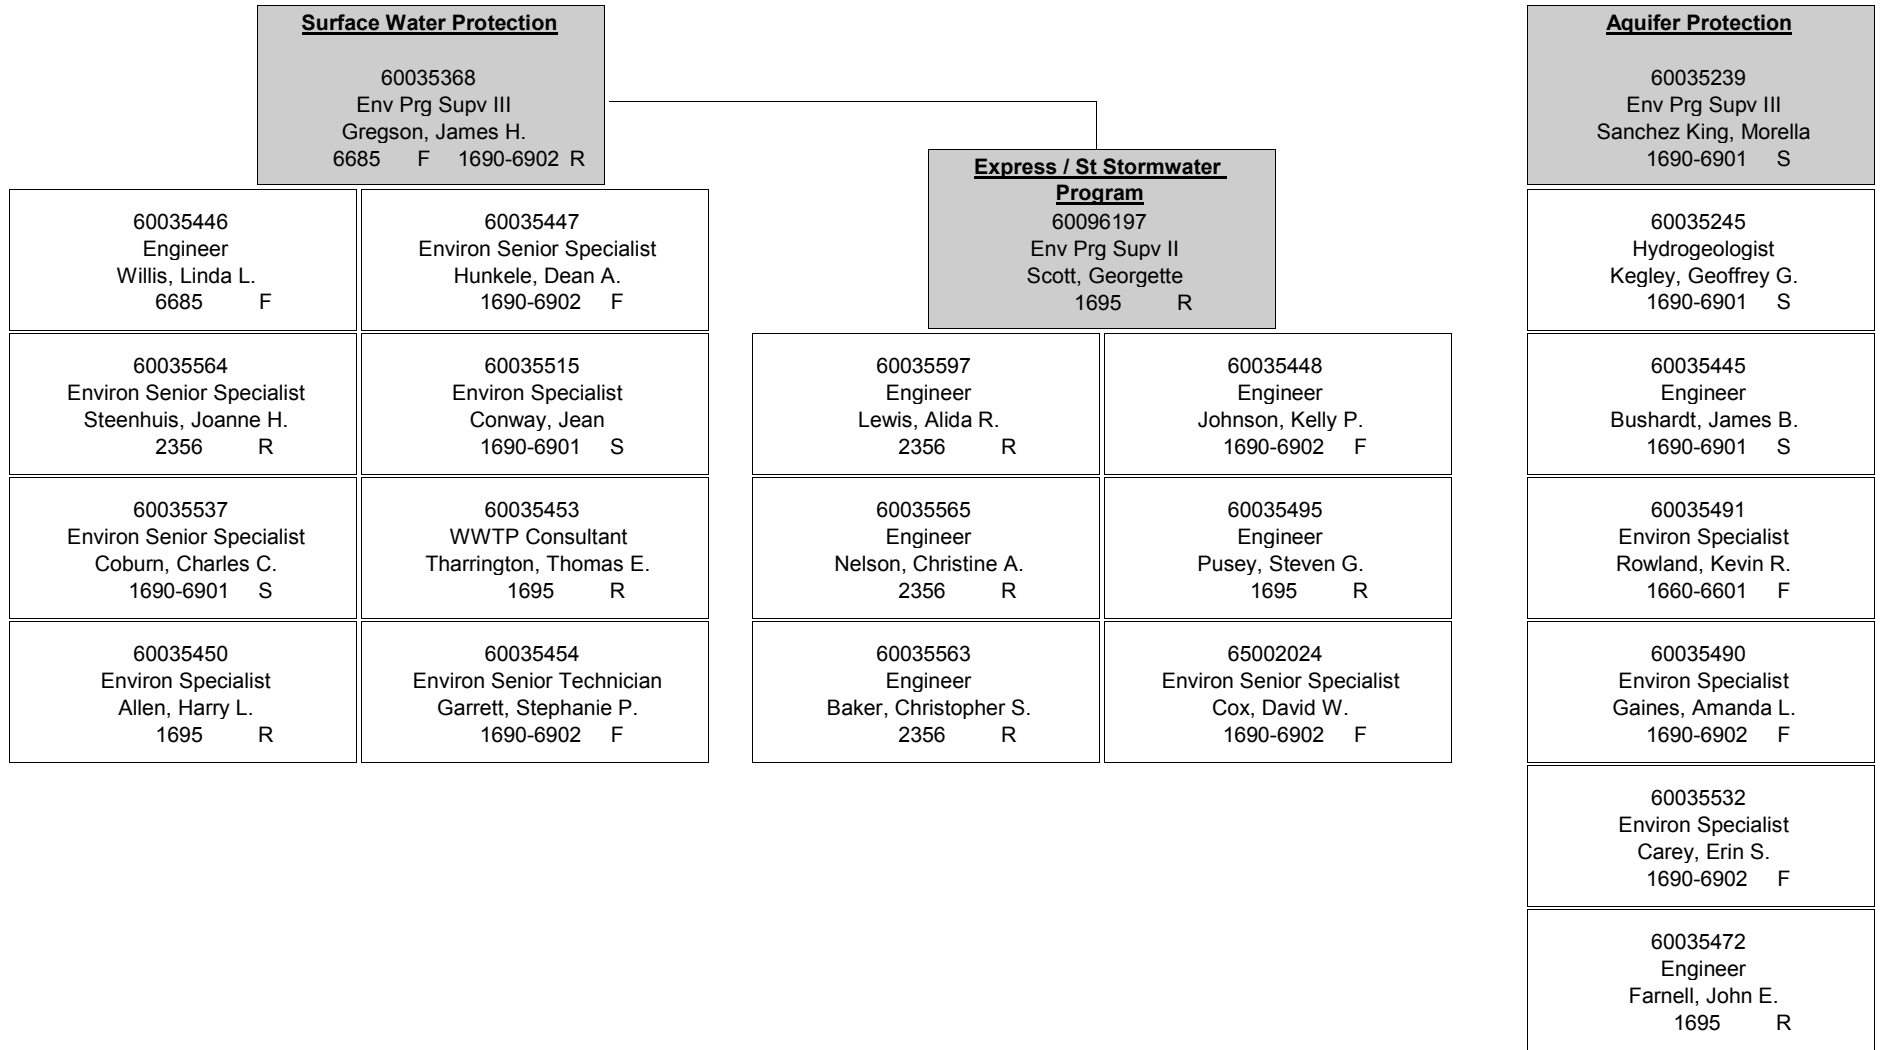 Surface Water Protection
60035368
Env Prg Supv III
Gregson, James H.
6685 F 1690-6902 R
60035446
Engineer
Willis, Linda L.
6685 F
60035447
Environ Senior Specialist
Hunkele, Dean A.
1690-6902 F
60035564
Environ Senior Specialist
Steenhuis, Joanne H.
2356 R
60035515
Environ Specialist
Conway, Jean
1690-6901 S
60035537
Environ Senior Specialist
Coburn, Charles C.
1690-6901 S
60035453
WWTP Consultant
Tharrington, Thomas E.
1695 R
60035450
Environ Specialist
Allen, Harry L.
1695 R
60035454
Environ Senior Technician
Garrett, Stephanie P.
1690-6902 F
Express / St Stormwater
Program
60096197
Env Prg Supv II
Scott, Georgette
1695 R
60035597
Engineer
Lewis, Alida R.
2356 R
60035448
Engineer
Johnson, Kelly P.
1690-6902 F
60035565
Engineer
Nelson, Christine A.
2356 R
60035495
Engineer
Pusey, Steven G.
1695 R
60035563
Engineer
Baker, Christopher S.
2356 R
65002024
Environ Senior Specialist
Cox, David W.
1690-6902 F
Aquifer Protection
60035239
Env Prg Supv III
Sanchez King, Morella
1690-6901 S
60035245
Hydrogeologist
Kegley, Geoffrey G.
1690-6901 S
60035445
Engineer
Bushardt, James B.
1690-6901 S
60035491
Environ Specialist
Rowland, Kevin R.
1660-6601 F
60035490
Environ Specialist
Gaines, Amanda L.
1690-6902 F
60035532
Environ Specialist
Carey, Erin S.
1690-6902 F
60035472
Engineer
Farnell, John E.
1695 R